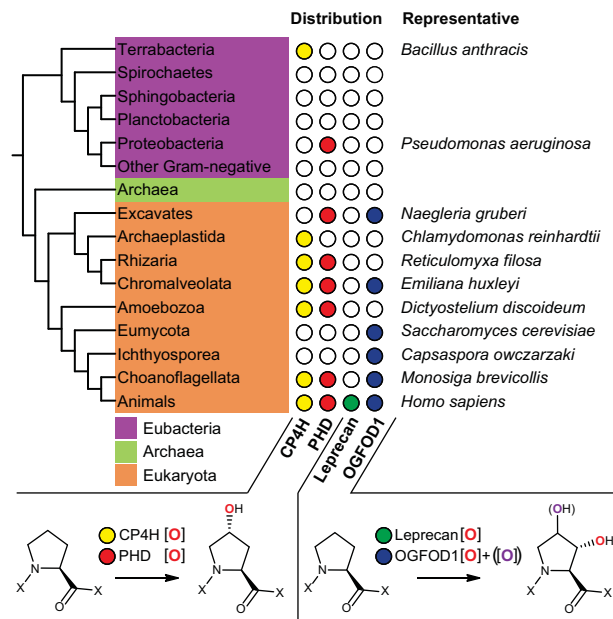 Distribution Representative
Terrabacteria Bacillus anthracis
Spirochaetes
Sphingobacteria
Planctobacteria
Proteobacteria Pseudomonas aeruginosa
Other Gram-negative
Archaea
Excavates Naegleria gruberi
Archaeplastida Chlamydomonas reinhardtii
Rhizaria Reticulomyxa filosa
Chromalveolata Emiliana huxleyi
Amoebozoa Dictyostelium discoideum
Eumycota Saccharomyces cerevisiae
Ichthyosporea Capsaspora owczarzaki
Choanoflagellata Monosiga brevicollis
Animals Homo sapiens
CP4H PHD Leprecan OGFOD1
Eubacteria
Archaea
Eukaryota
CP4H [O]
PHD [O]
N
X
O
X
OH
N
X
O
X
Leprecan [O]
OGFOD1 [O]+([O])
N
X
O
X
(OH)
OH
N
X
O
X